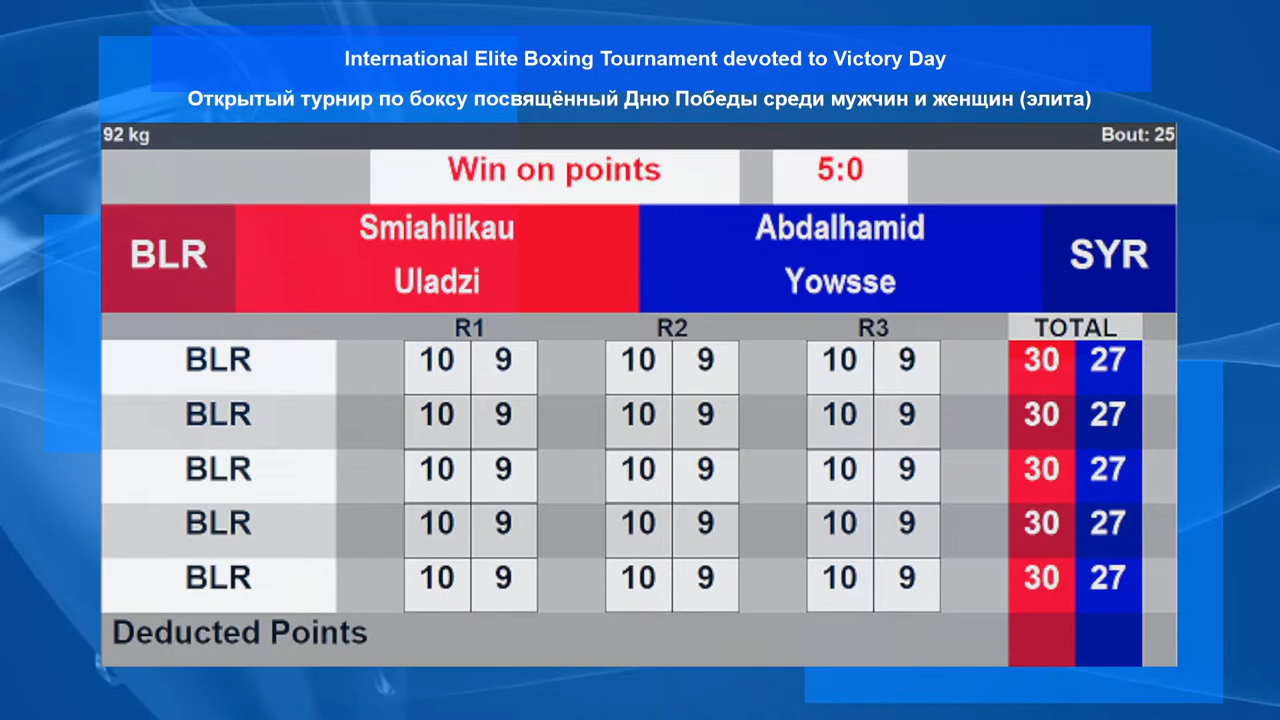 International Elite Boxing Tournament devoted to Victory Day
Открытый турнир по боксу посвящённый Дню Победы среди мужчин и женщин (элита)
92 kg Bout: 25
Win on points 5:0
BLR Smiahlikau Uladzi Abdalhamid Yowsse SYR
R1 R2 R3 TOTAL
BLR 10 9 10 9 10 9 30 27
BLR 10 9 10 9 10 9 30 27
BLR 10 9 10 9 10 9 30 27
BLR 10 9 10 9 10 9 30 27
BLR 10 9 10 9 10 9 30 27
Deducted Points